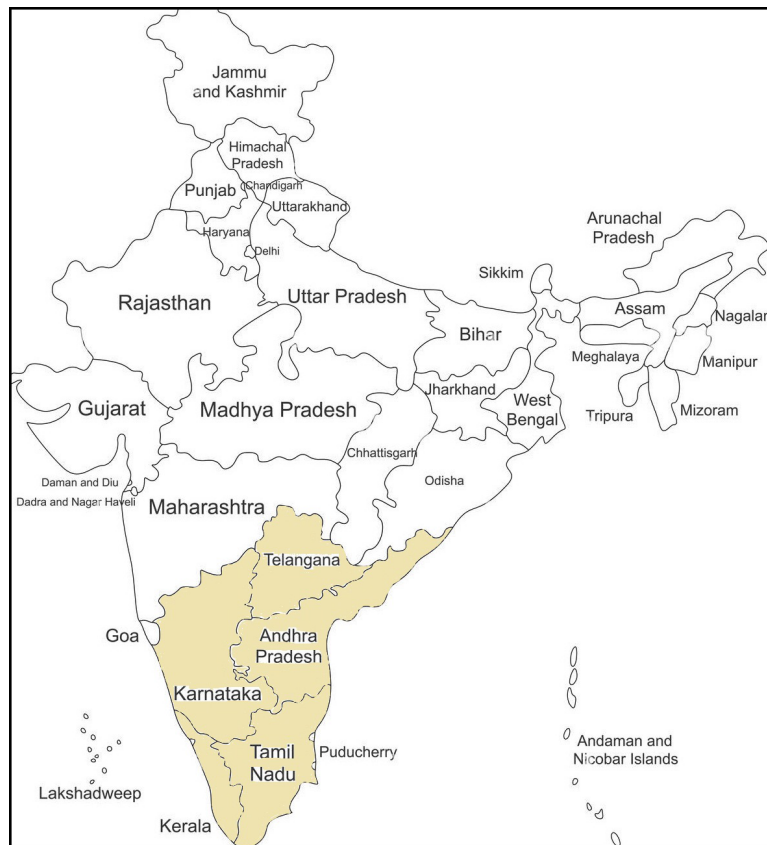 Jammu
and Kashmir
Himachal
Pradesh
Punjab
Chandigarh
Uttarakhand
Haryana
Delhi
Arunachal
Pradesh
Sikkim
Rajasthan
Uttar Pradesh
Assam
Nagalan
Bihar
Meghalaya
Manipur
Gujarat
Madhya Pradesh
Jharkhand
West
Bengal
Tripura
Mizoram
Chhattisgarh
Daman and Diu
Odisha
Dadra and Nagar Haveli
Maharashtra
Telangana
Goa
Andhra
Pradesh
Karnataka
Tamil
Nadu
Puducherry
Andaman and
Nicobar Islands
Lakshadweep
Kerala